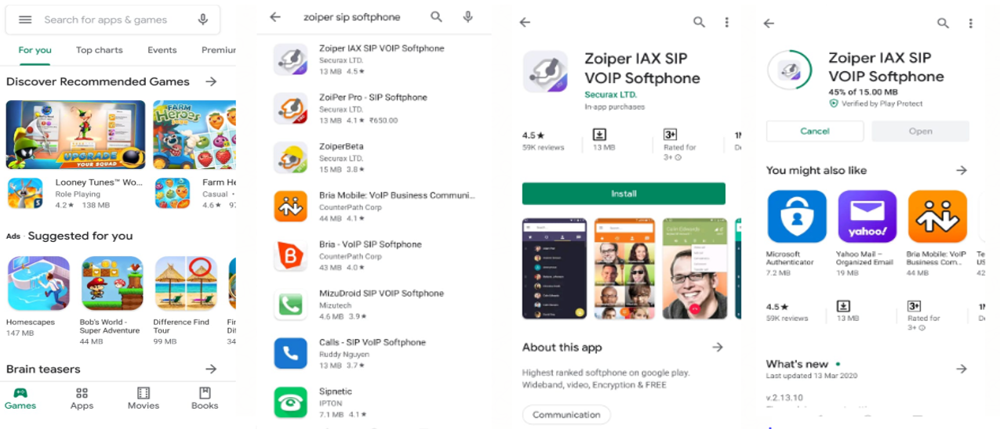 Search for apps & games
For you Top charts Events Premiur
Discover Recommended Games
UPGRADE
YOUR SQUAD
FARM
Heroes
Looney Tunes™ Wo...
Role Playing
4.2★ 138 MB
Farm He
Casual •
4.6★ 97
Ads · Suggested for you
Homescapes
147 MB
Bob's World -
Super Adventure
44 MB
Difference Find
Tour
99 MB
Fir
Dif
34
Brain teasers
Games Apps Movies Books
zoiper sip softphone
Zoiper IAX SIP VOIP Softphone
Securax LTD.
13 MB 4.5★
ZoiPer Pro - SIP Softphone
Securax LTD.
13 MB 4.1★ ₹650.00
ZoiperBeta
Securax LTD.
15 MB 3.8★
Bria Mobile: VoIP Business Communi...
CounterPath Corp
44 MB 4.1★
Bria - VoIP SIP Softphone
CounterPath Corp
43 MB 4.0★
MizuDroid SIP VOIP Softphone
Mizutech
4.6 MB 3.9★
Calls - SIP VoIP Softphone
Ruddy Nguyen
13 MB 3.7★
Sipnetic
IPTON
7.1 MB 4.1★
Zoiper IAX SIP
VOIP Softphone
Securax LTD.
In-app purchases
4.5★
59K reviews
13 MB
3+
Rated for
3+
1M
De
Install
About this app
Highest ranked softphone on google play.
Wideband, video, Encryption & FREE
Communication
Zoiper IAX SIP
VOIP Softphone
45% of 15.00 MB
Verified by Play Protect
Cancel Open
You might also like
yahoo!
Microsoft
Authenticator
7.2 MB
Yahoo Mail –
Organized Email
19 MB
Bria Mobile: VoIP
Business Com...
44 MB
Te
US
42
4.5★
59K reviews
13 MB
3+
Rated for
3+
De
What's new
Last updated 13 Mar 2020
v.2.13.10